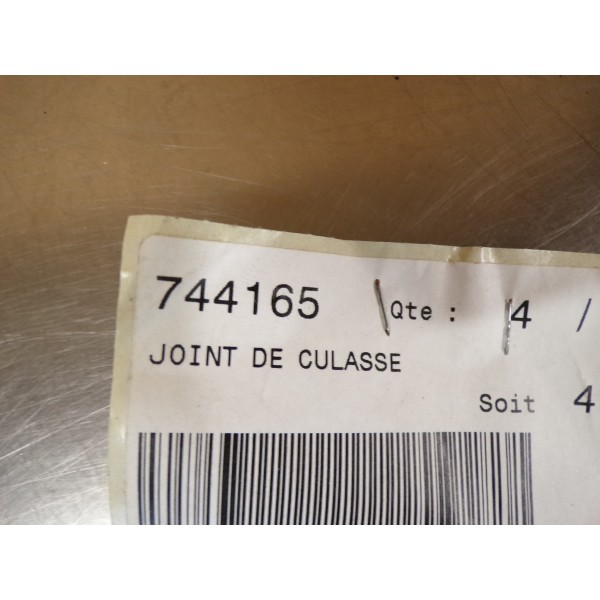 744165 Qte : 4 /
JOINT DE CULASSE
Soit 4